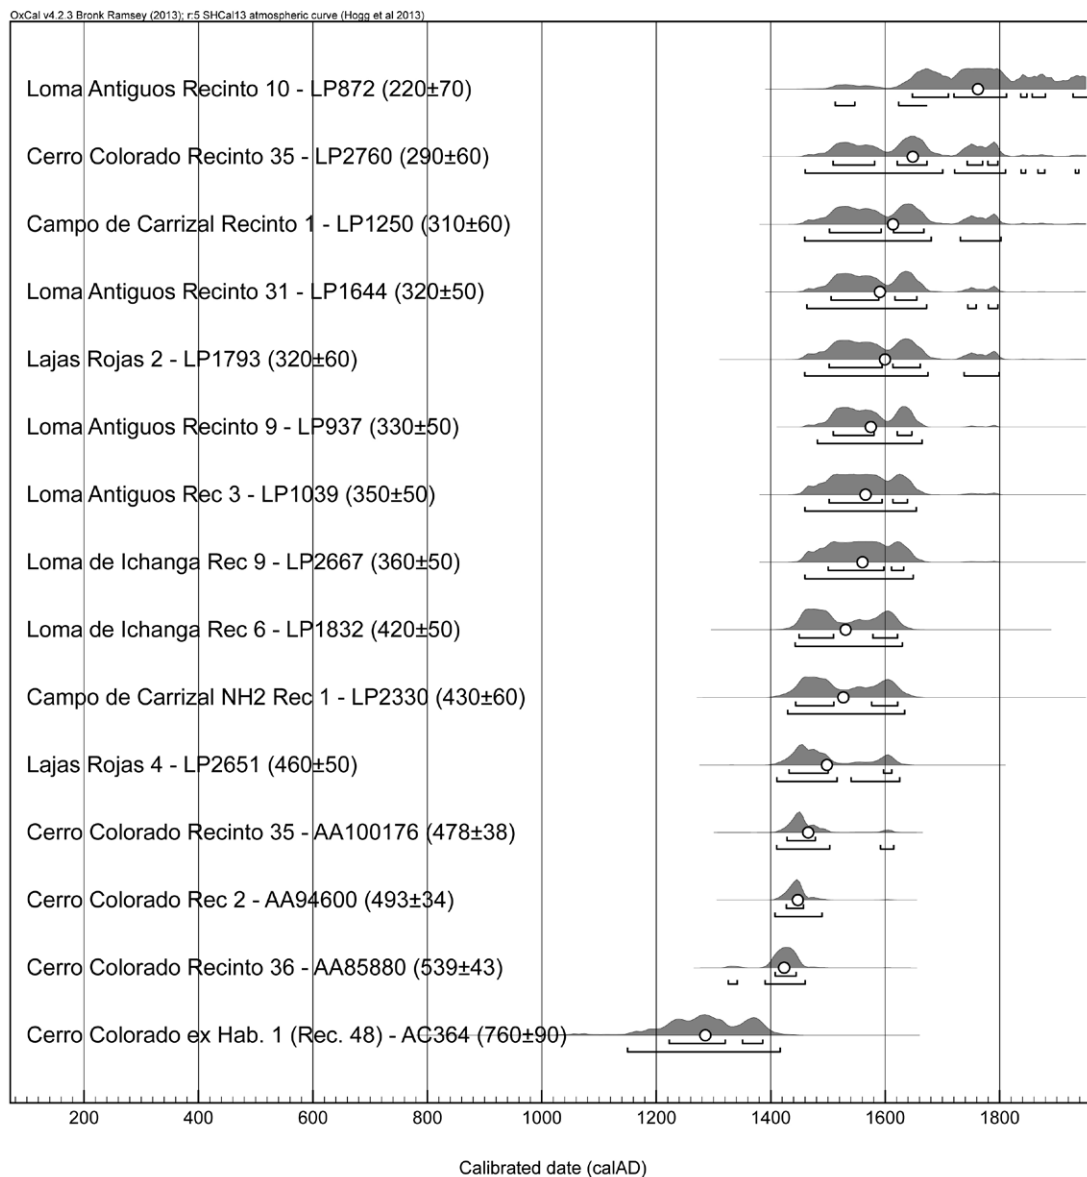 OxCal v4.2.3 Bronk Ramsey (2013); r:5 SHCal13 atmospheric curve (Hogg et al 2013)
Loma Antiguos Recinto 10 - LP872 (220±70)
Cerro Colorado Recinto 35 - LP2760 (290±60)
Campo de Carrizal Recinto 1 - LP1250 (310±60)
Loma Antiguos Recinto 31 - LP1644 (320±50)
Lajas Rojas 2 - LP1793 (320±60)
Loma Antiguos Recinto 9 - LP937 (330±50)
Loma Antiguos Rec 3 - LP1039 (350±50)
Loma de Ichanga Rec 9 - LP2667 (360±50)
Loma de Ichanga Rec 6 - LP1832 (420±50)
Campo de Carrizal NH2 Rec 1 - LP2330 (430±60)
Lajas Rojas 4 - LP2651 (460±50)
Cerro Colorado Recinto 35 - AA100176 (478±38)
Cerro Colorado Rec 2 - AA94600 (493±34)
Cerro Colorado Recinto 36 - AA85880 (539±43)
Cerro Colorado ex Hab. 1 (Rec. 48) - AC364 (760±90)
200 400 600 800 1000 1200 1400 1600 1800
Calibrated date (calAD)